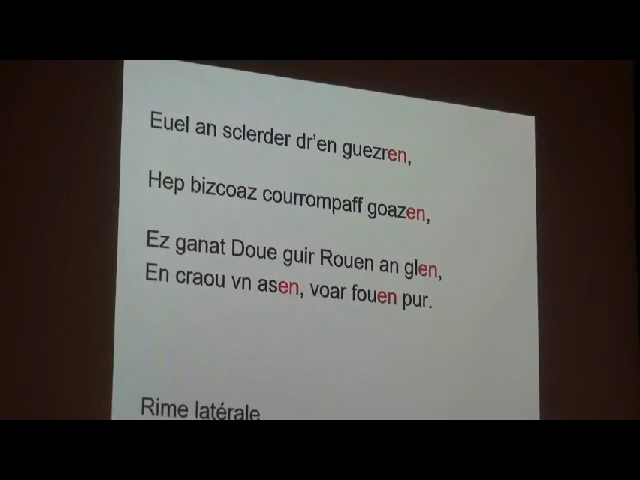 Euel an sclerder dr'en guezren,
Hep bizcoaz courrompaff goazen,
Ez ganat Doue guir Rouen an glen,
En craou vn asen, voar fouen pur.
Rime latérale